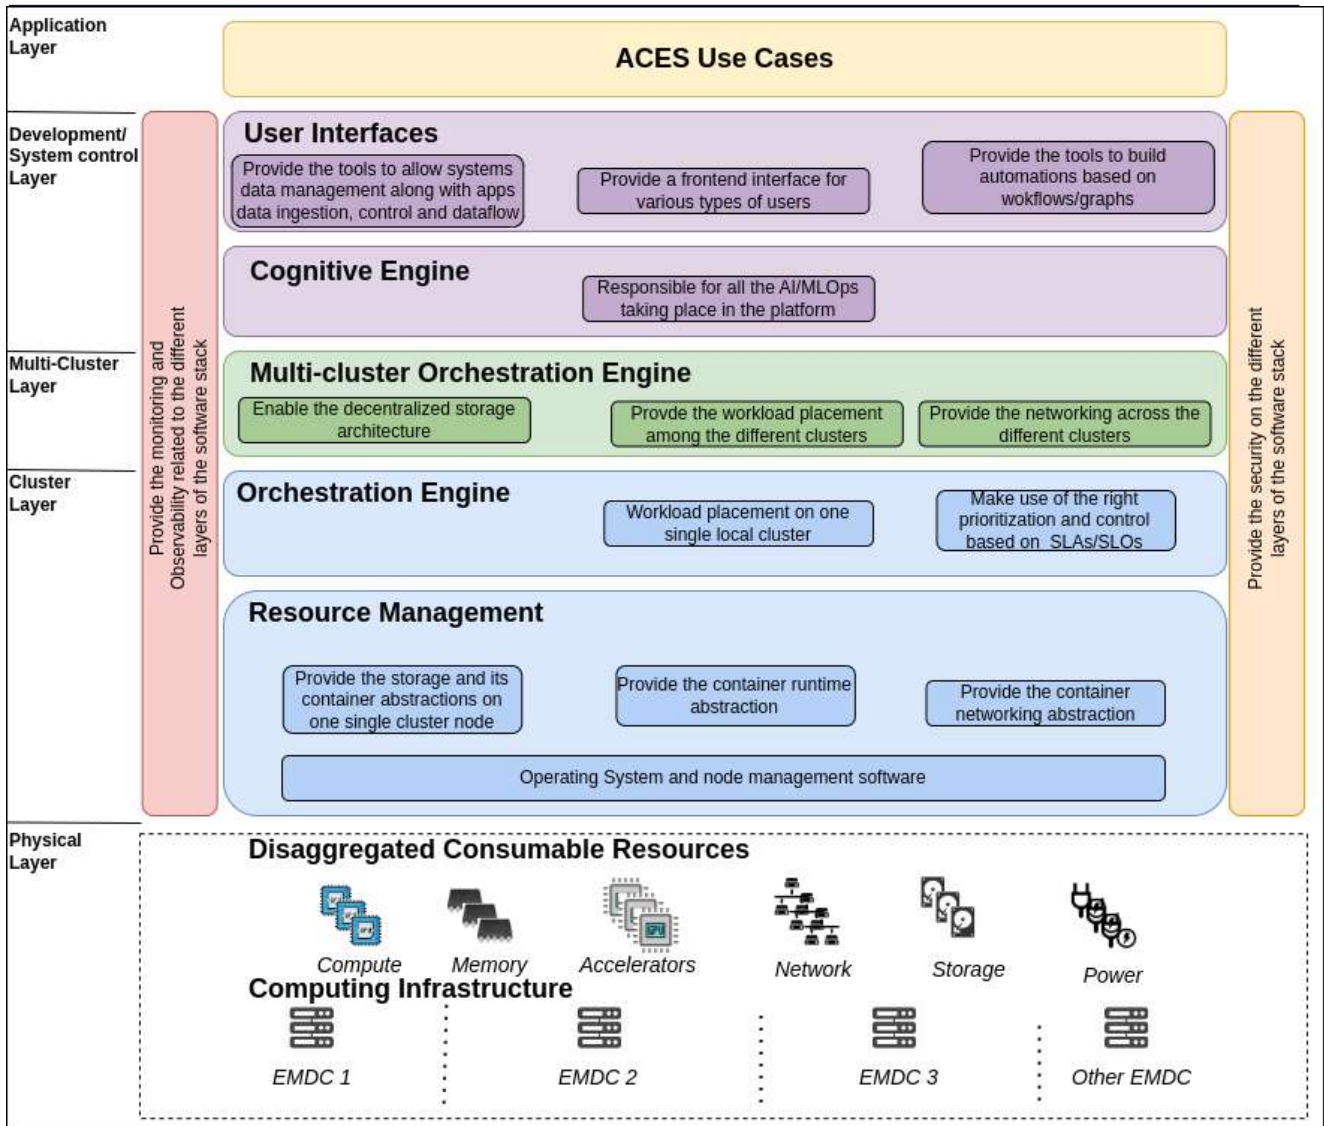 Application
Layer
ACES Use Cases
Development/
System control
Layer
User Interfaces
Provide the tools to allow systems
data management along with apps
data ingestion, control and dataflow
Provide a frontend interface for
various types of users
Provide the tools to build
automations based on
wokflows/graphs
Cognitive Engine
Responsible for all the AI/MLOps
taking place in the platform
Provide the monitoring and
Observability related to the different
layers of the software stack
Provide the security on the different
layers of the software stack
Multi-Cluster
Layer
Multi-cluster Orchestration Engine
Enable the decentralized storage
architecture
Provde the workload placement
among the different clusters
Provide the networking across the
different clusters
Cluster
Layer
Orchestration Engine
Workload placement on one
single local cluster
Make use of the right
prioritization and control
based on SLAs/SLOs
Resource Management
Provide the storage and its
container abstractions on
one single cluster node
Provide the container runtime
abstraction
Provide the container
networking abstraction
Operating System and node management software
Physical
Layer
Disaggregated Consumable Resources
GPU
Compute
Memory
Accelerators
Network
Storage
Power
Computing Infrastructure
EMDC 1
EMDC 2
EMDC 3
Other EMDC